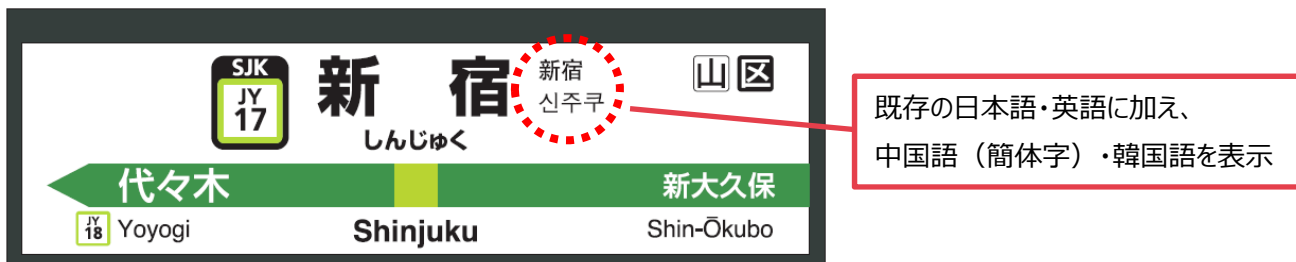 SJK
JY
17
新宿
しんじゅく
新宿
신주쿠
山区
代々木
新大久保
JY
18
Yoyogi
Shinjuku
Shin-Ōkubo
既存の日本語・英語に加え、
中国語（簡体字）・韓国語を表示